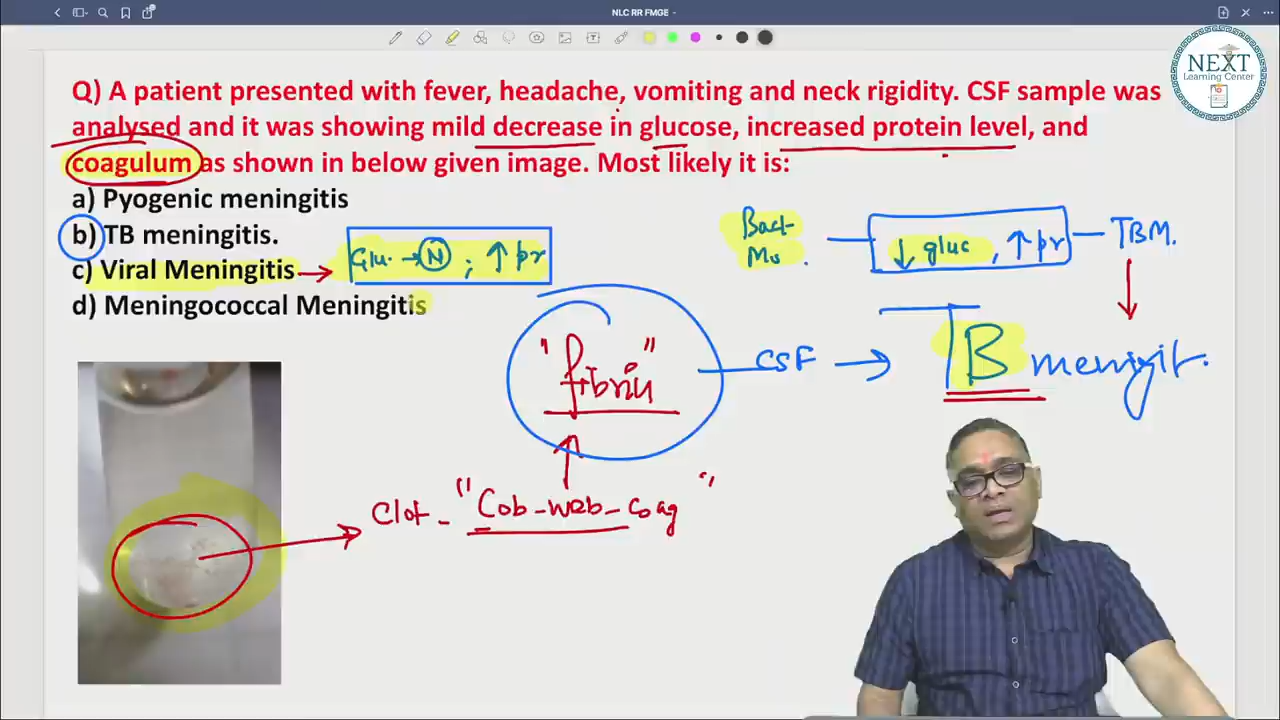 NLC RR FMGE
NEXT
Learning Center
Q) A patient presented with fever, headache, vomiting and neck rigidity. CSF sample was
analysed and it was showing mild decrease in glucose, increased protein level, and
coagulum as shown in below given image. Most likely it is:
a) Pyogenic meningitis
b) TB meningitis.
c) Viral Meningitis → Glu. → N ; ↑ pr
d) Meningococcal Meningitis
Bact
↓ gluc, ↑ pr
TBM.
"fibrin" CSF → TB meningit.
Clot - "Cob-web-coag"